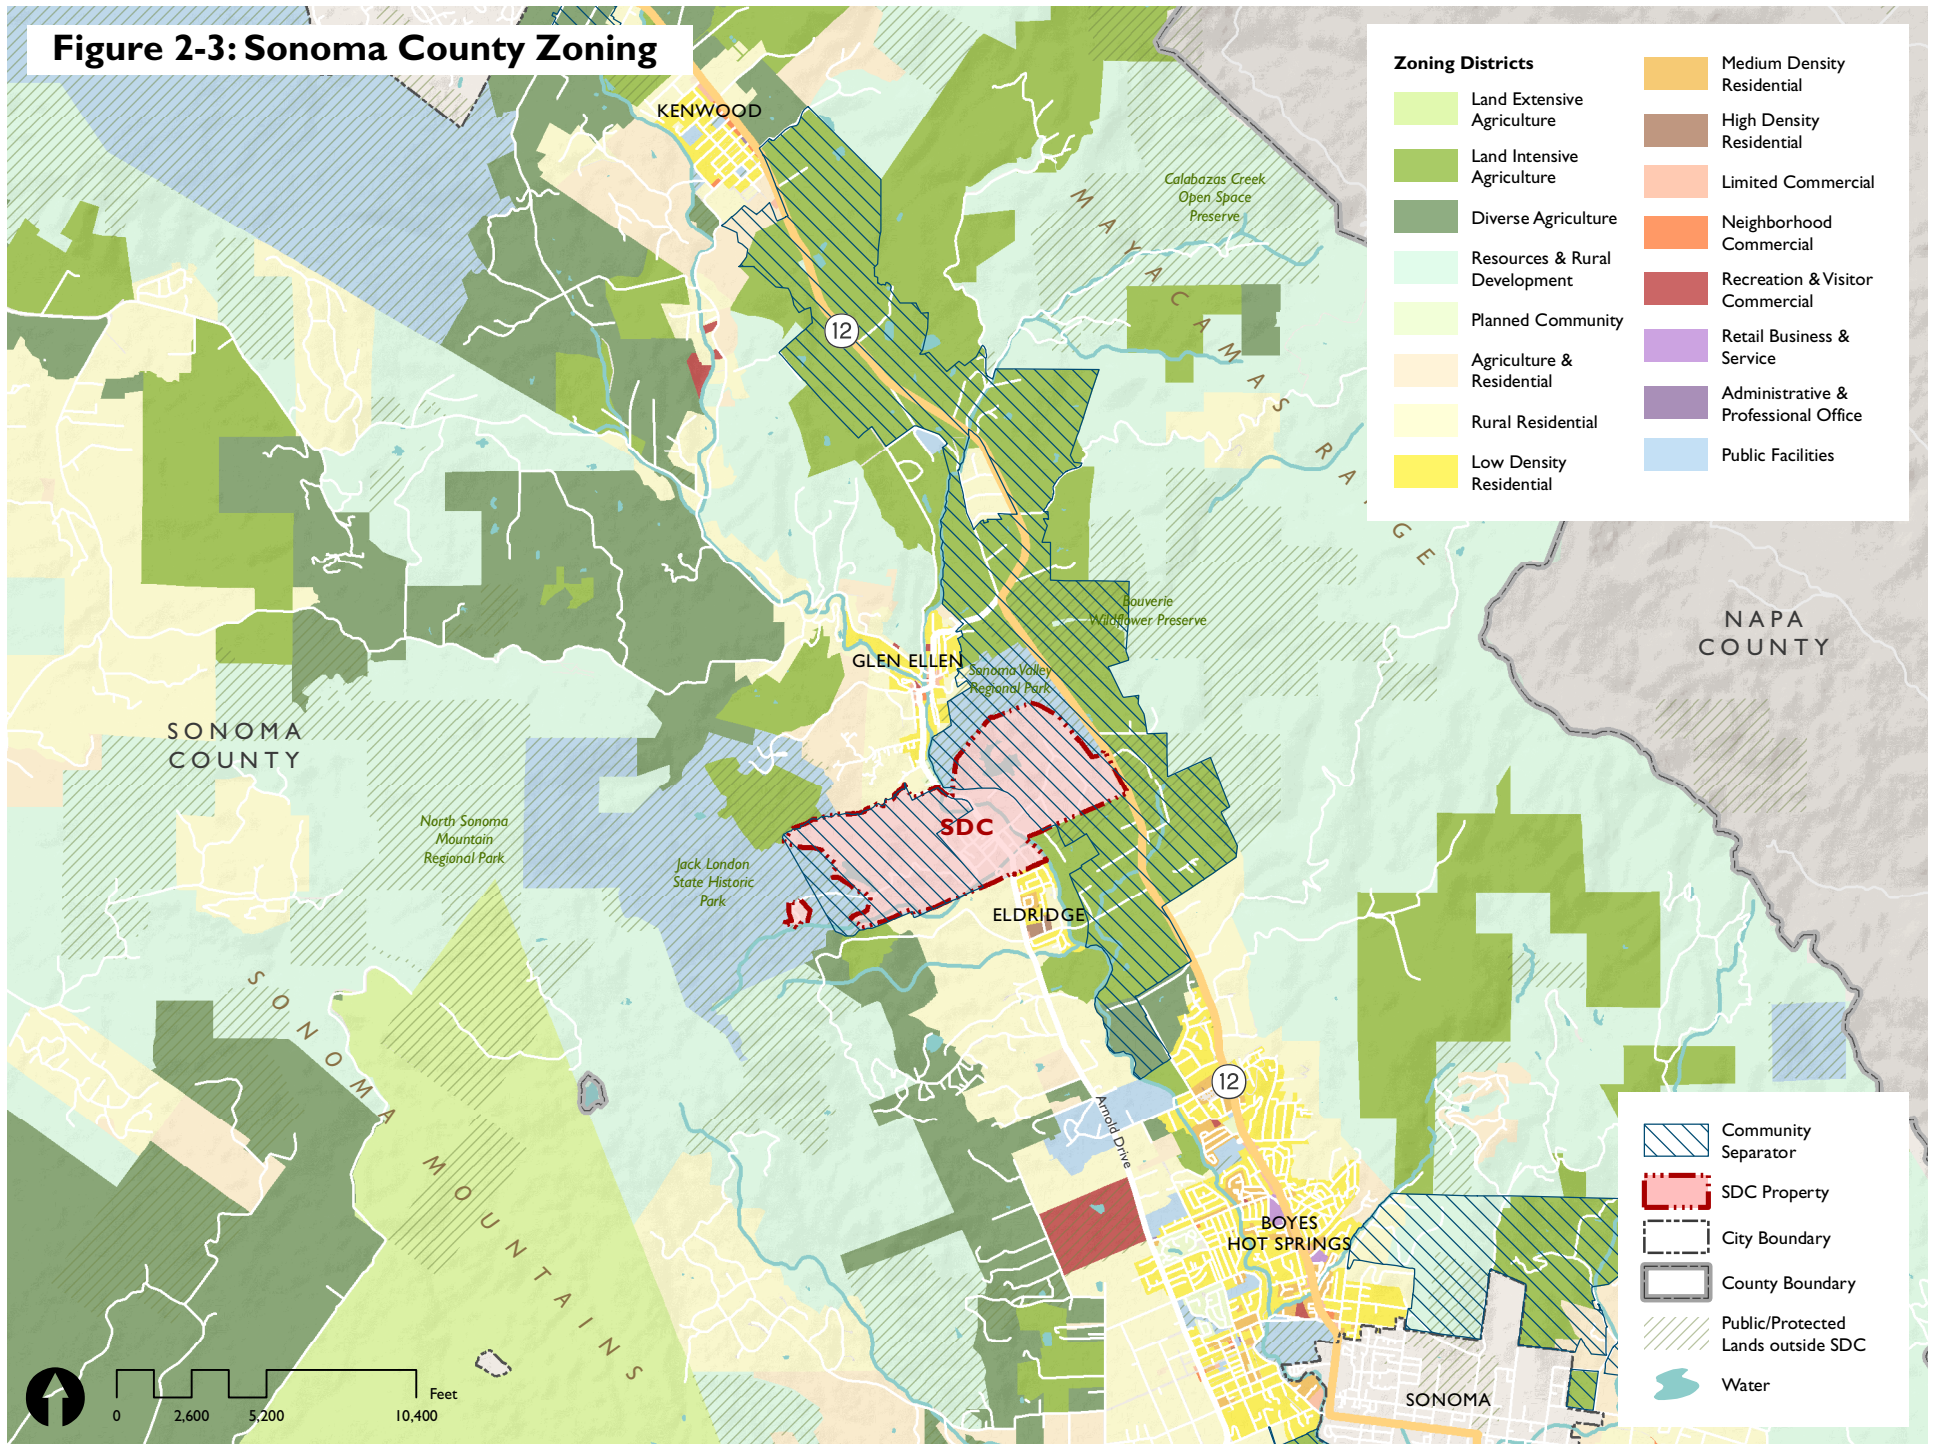 Figure 2-3: Sonoma County Zoning
KENWOOD
Calabazas Creek
Open Space
Preserve
MAYACAMAS RANGE
12
Bouverie
Wildflower Preserve
NAPA
COUNTY
GLEN ELLEN
Sonoma Valley
Regional Park
SONOMA
COUNTY
North Sonoma
Mountain
Regional Park
Jack London
State Historic
Park
SDC
ELDRIDGE
SONOMA MOUNTAINS
12
Arnold Drive
BOYES
HOT SPRINGS
SONOMA
Zoning Districts
Land Extensive
Agriculture
Land Intensive
Agriculture
Diverse Agriculture
Resources & Rural
Development
Planned Community
Agriculture &
Residential
Rural Residential
Low Density
Residential
Medium Density
Residential
High Density
Residential
Limited Commercial
Neighborhood
Commercial
Recreation & Visitor
Commercial
Retail Business &
Service
Administrative &
Professional Office
Public Facilities
Community
Separator
SDC Property
City Boundary
County Boundary
Public/Protected
Lands outside SDC
Water
Feet
0 2,600 5,200 10,400